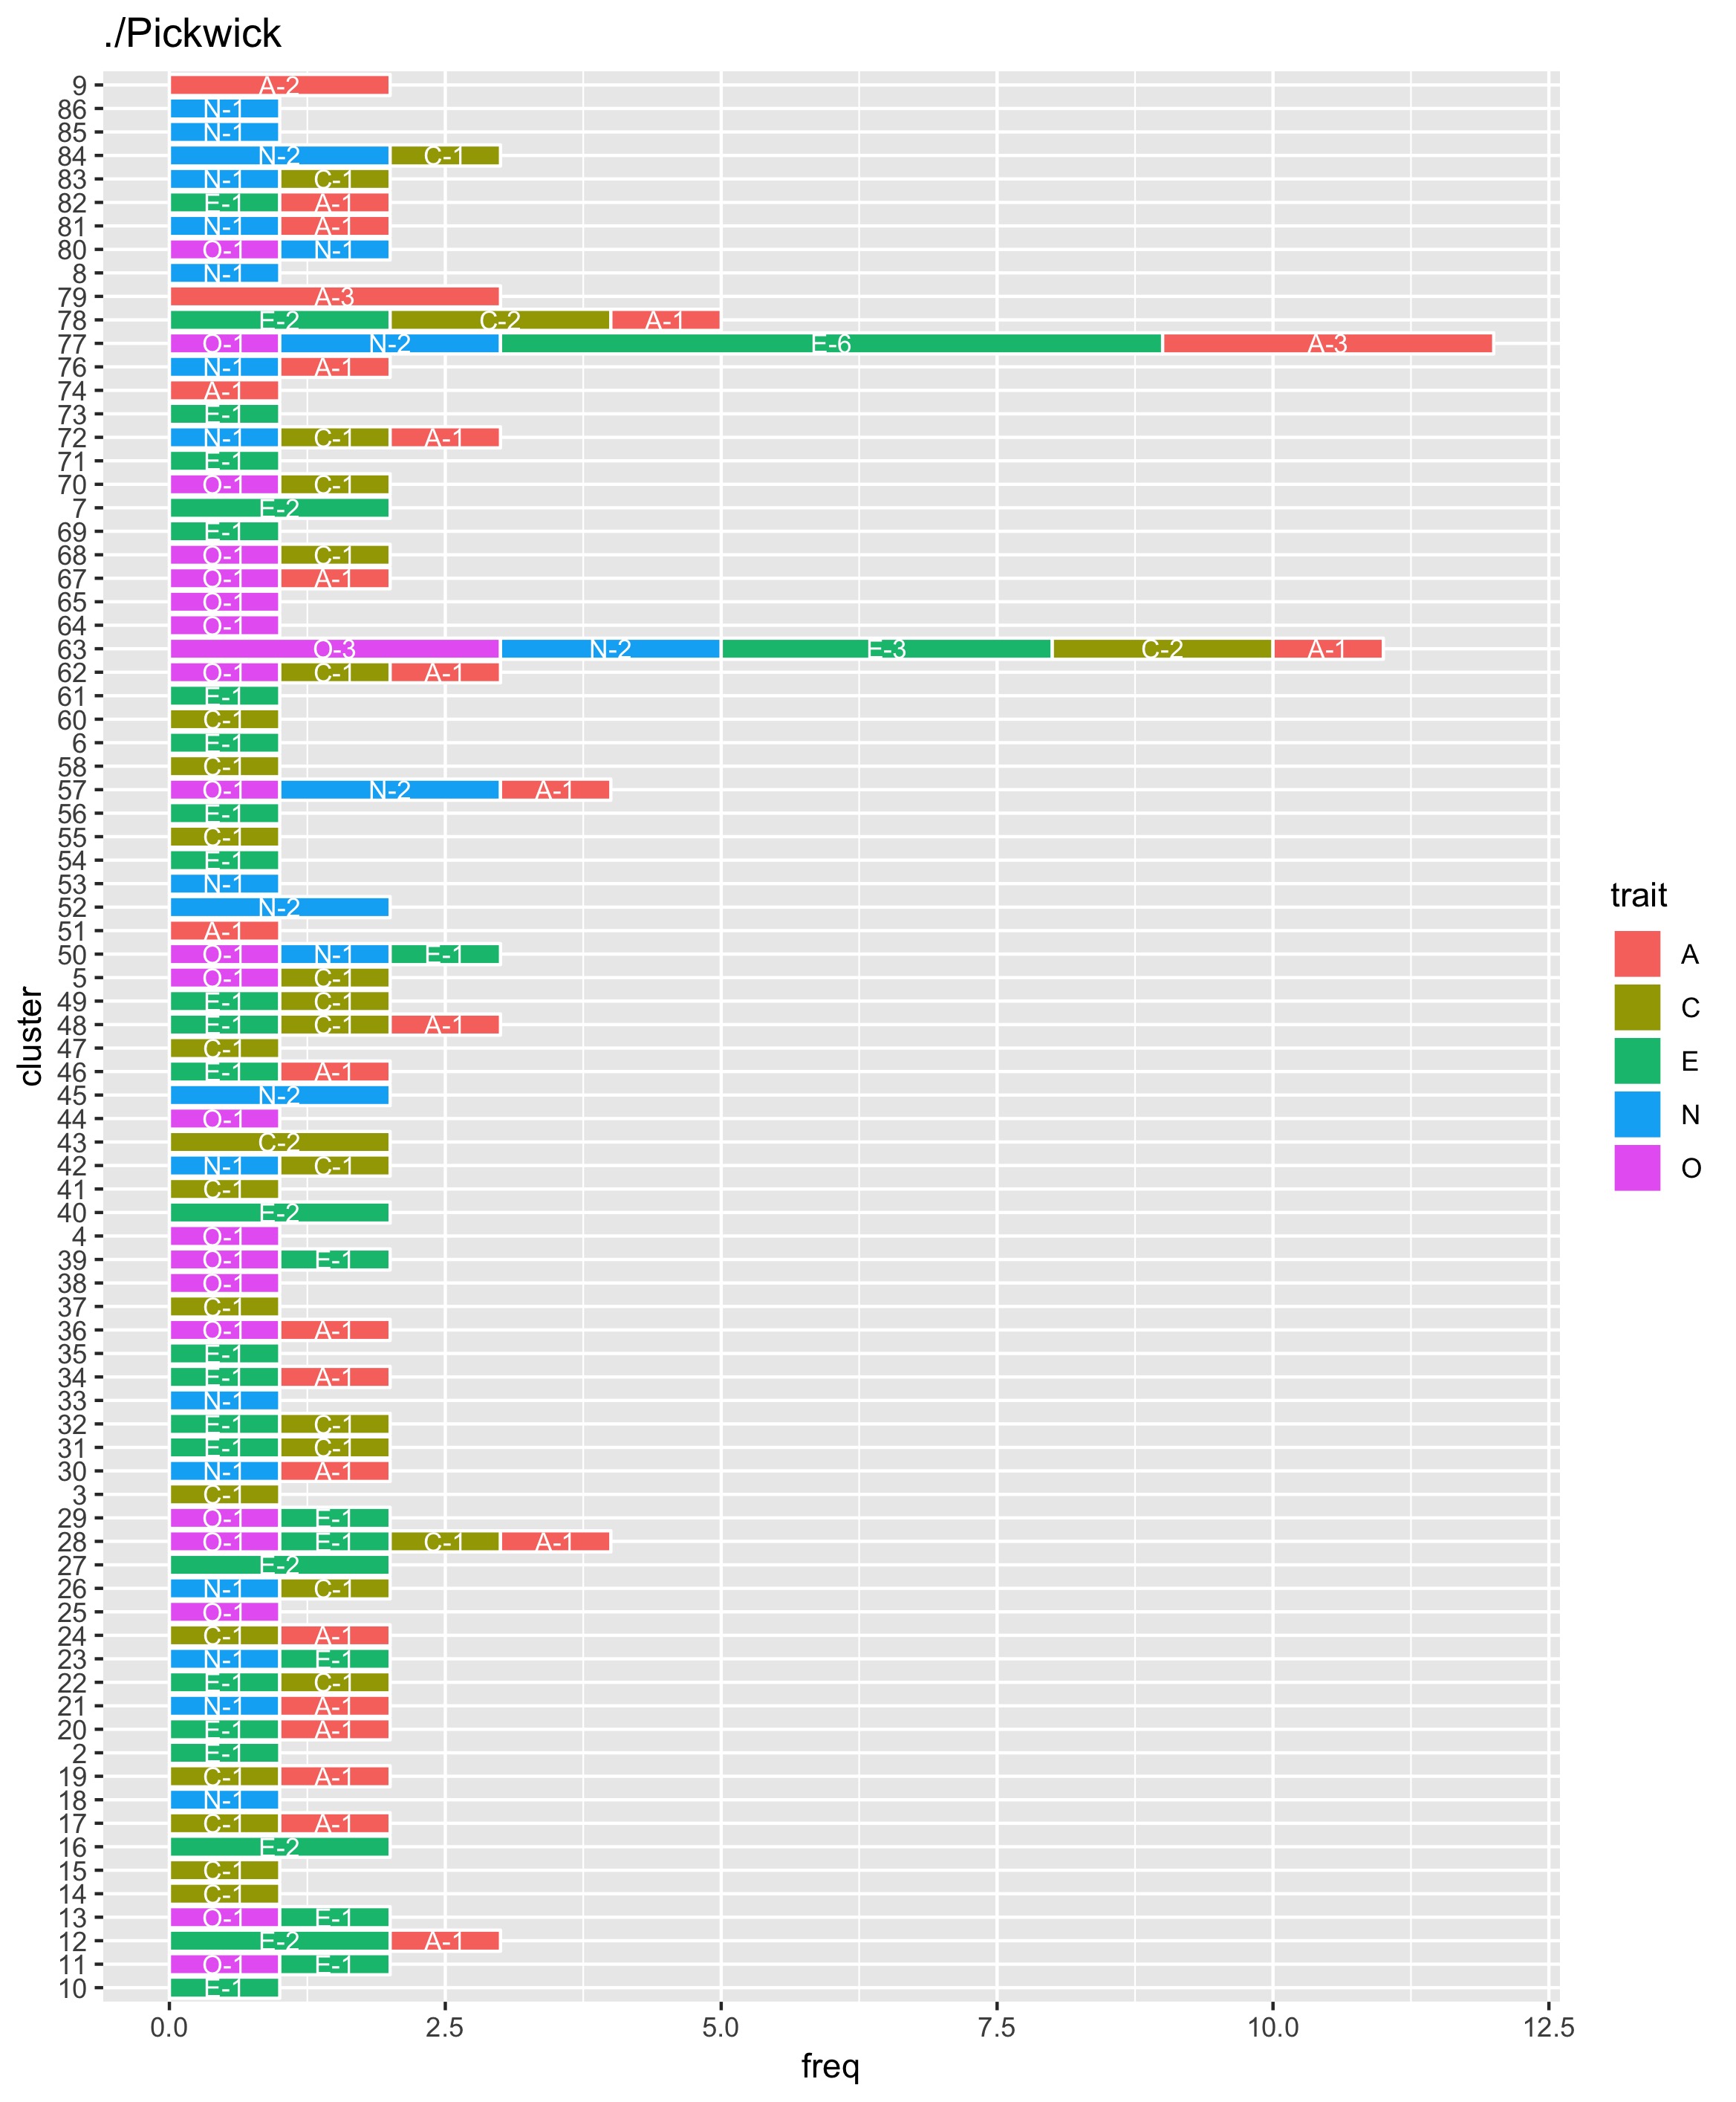 ./Pickwick
9 A-2
86 N-1
85 N-1
84 N-2 C-1
83 N-1 C-1
82 E-1 A-1
81 N-1 A-1
80 O-1 N-1
8 N-1
79 A-3
78 E-2 C-2 A-1
77 O-1 N-2 E-6 A-3
76 N-1 A-1
74 A-1
73 E-1
72 N-1 C-1 A-1
71 E-1
70 O-1 C-1
7 E-2
69 E-1
68 O-1 C-1
67 O-1 A-1
65 O-1
64 O-1
63 O-3 N-2 E-3 C-2 A-1
62 O-1 C-1 A-1
61 E-1
60 C-1
6 E-1
58 C-1
57 O-1 N-2 A-1
56 E-1
55 C-1
54 E-1
53 N-1
52 N-2
51 A-1
50 O-1 N-1 E-1
5 O-1 C-1
49 E-1 C-1
48 E-1 C-1 A-1
47 C-1
46 E-1 A-1
45 N-2
44 O-1
43 C-2
42 N-1 C-1
41 C-1
40 E-2
4 O-1
39 O-1 E-1
38 O-1
37 C-1
36 O-1 A-1
35 E-1
34 E-1 A-1
33 N-1
32 E-1 C-1
31 E-1 C-1
30 N-1 A-1
3 C-1
29 O-1 E-1
28 O-1 E-1 C-1 A-1
27 E-2
26 N-1 C-1
25 O-1
24 C-1 A-1
23 N-1 E-1
22 E-1 C-1
21 N-1 A-1
20 E-1 A-1
2 E-1
19 C-1 A-1
18 N-1
17 C-1 A-1
16 E-2
15 C-1
14 C-1
13 O-1 E-1
12 E-2 A-1
11 O-1 E-1
10 E-1
0.0 2.5 5.0 7.5 10.0 12.5
freq
cluster
trait
A
C
E
N
O